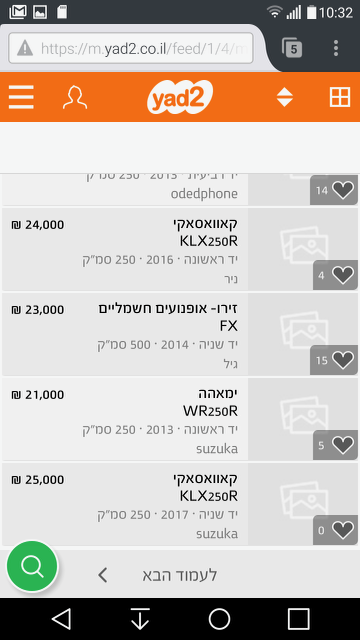 10:32
https://m.yad2.co.il/feed/1/4/m
5
yad2
יד רביעית · 2013 · 250 סמ"ק
odedphone
14
קאוואסאקי
KLX250R
יד ראשונה · 2016 · 250 סמ"ק
ניר
₪ 24,000
4
זירו- אופנועים חשמליים
FX
יד שניה · 2014 · 500 סמ"ק
גיל
₪ 23,000
15
ימאהה
WR250R
יד ראשונה · 2013 · 250 סמ"ק
suzuka
₪ 21,000
5
קאוואסאקי
KLX250R
יד שניה · 2017 · 250 סמ"ק
suzuka
₪ 25,000
0
לעמוד הבא